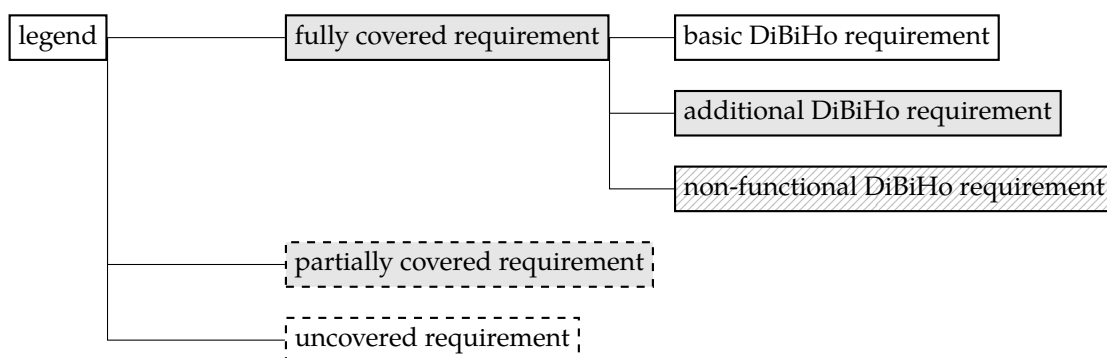 legend
fully covered requirement
basic DiBiHo requirement
additional DiBiHo requirement
non-functional DiBiHo requirement
partially covered requirement
uncovered requirement